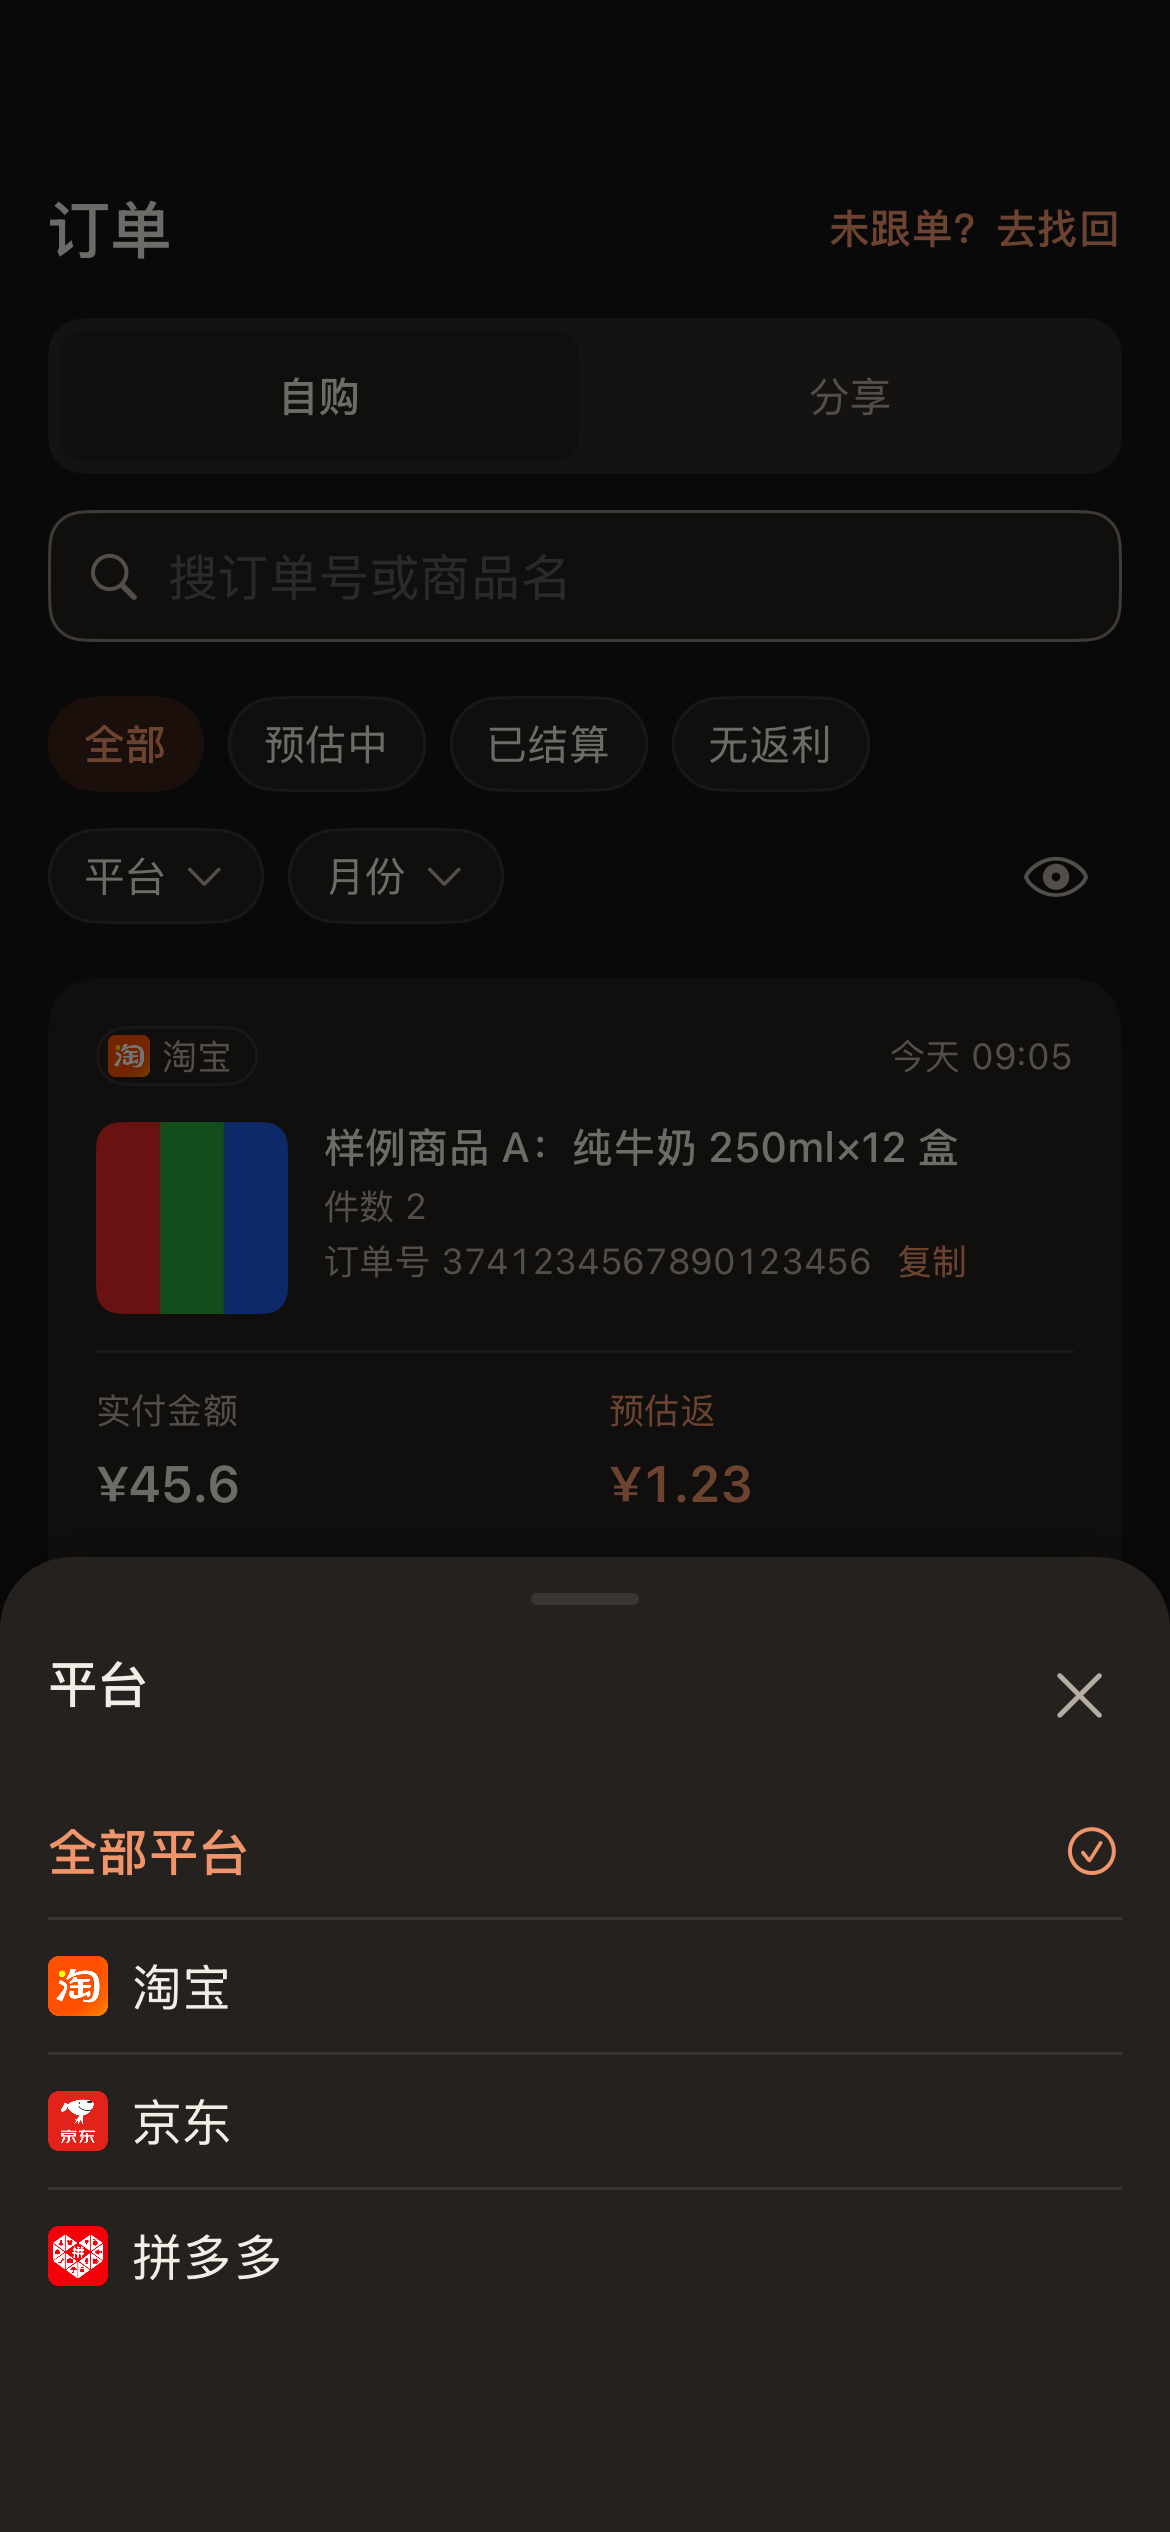 订单
未跟单？去找回
自购
分享
搜订单号或商品名
全部
预估中
已结算
无返利
平台
月份
淘
淘宝
今天 09:05
样例商品 A：纯牛奶 250ml×12 盒
件数 2
订单号 3741234567890123456 复制
实付金额
预估返
¥45.6
¥1.23
平台
全部平台
淘
淘宝
京东
京东
拼
拼多多